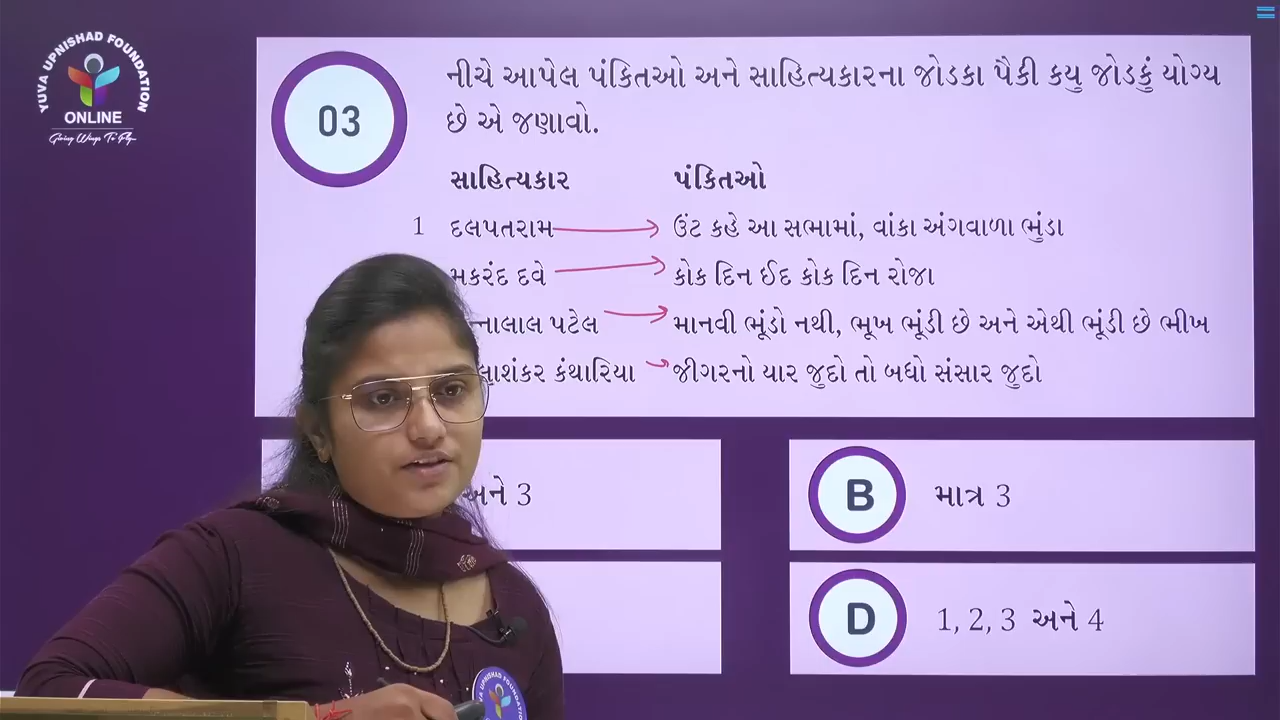 YUVA UPNISHAD FOUNDATION
ONLINE
Giving Wings To Fly
03
નીચે આપેલ પંકિતઓ અને સાહિત્યકારના જોડકા પૈકી કયુ જોડકું યોગ્ય
છે એ જણાવો.
સાહિત્યકાર પંકિતઓ
1 દલપતરામ ઉંટ કહે આ સભામાં, વાંકા અંગવાળા ભુંડા
મકરંદ દવે કોક દિન ઈદ કોક દિન રોજા
પટેલ માનવી ભૂંડો નથી, ભૂખ ભૂંડી છે અને એથી ભૂંડી છે ભીખ
કંથારિયા જીગરનો યાર જુદો તો બધો સંસાર જુદો
અને 3
B માત્ર 3
D 1, 2, 3 અને 4